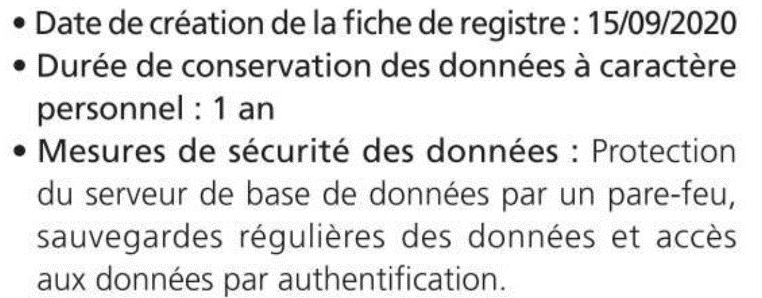 • Date de création de la fiche de registre : 15/09/2020
• Durée de conservation des données à caractère
personnel : 1 an
• Mesures de sécurité des données : Protection
du serveur de base de données par un pare-feu,
sauvegardes régulières des données et accès
aux données par authentification.